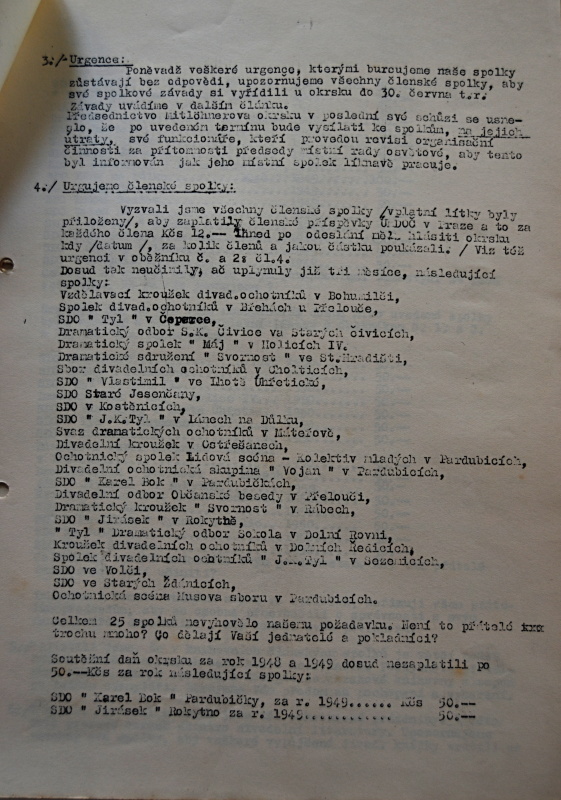 3./- Urgence:
Poněvadž veškeré urgence, kterými burcujeme naše spolky
zůstávají bez odpovědi, upozornujeme všechny členské spolky, aby
své spolkové závady si vyřídili u okrsku do 30. června t.r.
Závady uvádíme v dalším článku.
Předsednictvo Mitlöhnerova okrsku v poslední své schůzi se usne-
slo, že po uvedeném termínu bude vysílati ke spolkům, na jejich
útraty, své funkcionáře, kteří provedou revisi organisační
činnosti za přítomnosti předsedy místní rady osvětové, aby tento
byl informován jak jeho místní spolek liknavě pracuje.
4./ Urgujeme členské spolky:
Vyzvali jsme všechny členské spolky /vplatní lítky byly
přiloženy/, aby zaplatily členské příspěvky ÚMDOČ v Praze a to za
každého člena Kčs 12.-- Ihned po odeslání měli hlásiti okrsku
kdy /datum /, za kolik členů a jakou částku poukázali. / Viz též
urgenci v oběžníku č. a 2s čl.4.
Dosud tak neučinily, ač uplynuly již tři měsíce, následující
spolky:
Vzdělávací kroužek divad.ochotníků v Bohumilči,
Spolek divad.ochotníků v Břehách u Přelouče,
SDO " Tyl " v Čeperce,
Dramatický odbor S.K. Čivice va Starých čivicích,
Dramatický spolek " Máj " v Holicích IV.
Dramatické sdružení " Svornost " ve St.Hradišti,
Sbor divadelních ochotníků v Cholticích,
SDO " Vlastimil " ve Lhotě Úhřetické,
SDO Staré Jesenčany,
SDO v Kostěnicích,
SDO " J.K.Tyl " v Lánech na Důlku,
Svaz dramatických ochotníků v Mateřově,
Divadelní kroužek v Ostřešanech,
Ochotnický spolek Lidová scéna - Kolektiv mladých v Pardubicích,
Divadelní ochotnická skupina " Vojan " v Pardubicích,
SDO " Karel Bok " v Pardubičkách,
Divadelní odbor Občanské besedy v Přelouči,
Dramatický kroužek " Svornost " v Rábech,
SDO " Jirásek " v Rokytně,
" Tyl " Dramatický odbor Sokola v Dolní Rovni,
Kroužek divadelních ochotníků v Dolních Ředicích,
Spolek divadelních ochtníků " J.K.Tyl " v Sezemicích,
SDO ve Volči,
SDO ve Starých Ždánicích,
Ochotnická scéna Husova sboru v Pardubicích.
Celkem 25 spolků nevyhovělo našemu požadavku. Není to přátelé xxx
trochu mnoho? Co dělají Vaší jednatelé a pokladníci?
Soutěžní daň okrsku za rok 1948 a 1949 dosud nezaplatili po
50.--Kčs za rok následující spolky:
SDO " Karel Bok " Pardubičky, za r. 1949...... Kčs 50.--
SDO " Jirásek " Rokytno za r. 1949............ 50.--